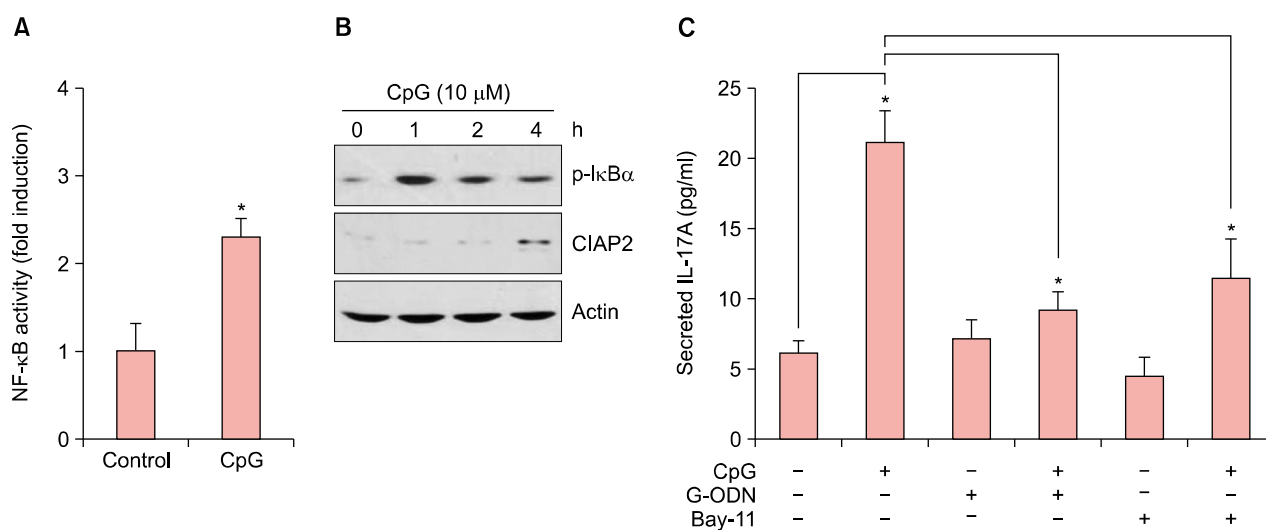 A
NF-κB activity (fold induction)
4
3
2
1
0
*
Control CpG
B
CpG (10 μM)
0 1 2 4 h
p-IκBα
CIAP2
Actin
C
Secreted IL-17A (pg/ml)
25
20
15
10
5
0
*
*
*
CpG – + – + – +
G-ODN – – + + – –
Bay-11 – – – – + +